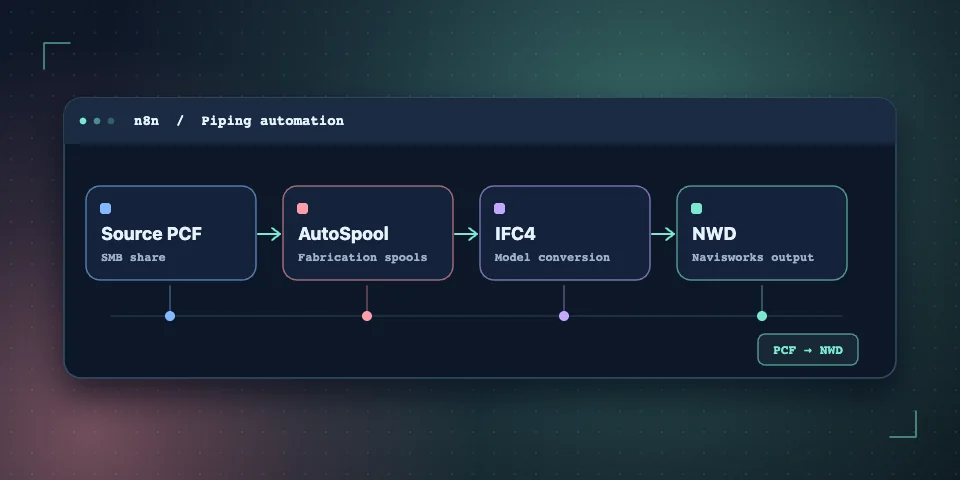 n8n / Piping automation
Source PCF
SMB share
AutoSpool
Fabrication spools
IFC4
Model conversion
NWD
Navisworks output
PCF → NWD